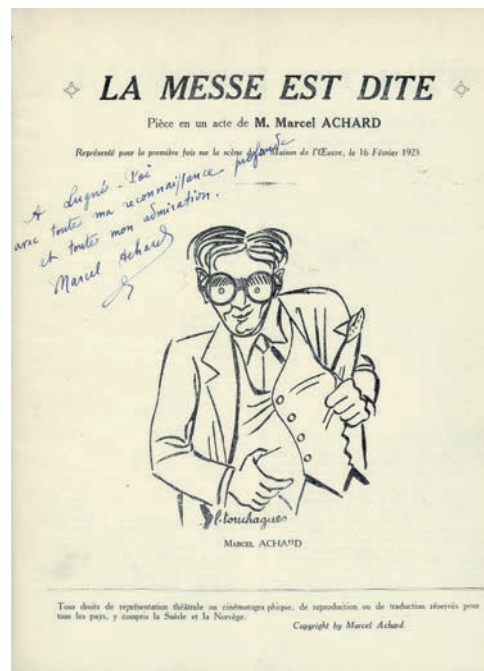 LA MESSE EST DITE
Pièce en un acte de M. Marcel ACHARD
Représenté pour la première fois sur la scène de la Maison de l'Œuvre, le 16 Février 1923.
A Lugné-Poë
avec toute ma reconnaissance profonde
et toute mon admiration.
Marcel Achard
l. touchagues
MARCEL ACHARD
Tous droits de représentation théâtrale ou cinématographique, de reproduction ou de traduction réservés pour
tous les pays, y compris la Suède et la Norvège.
Copyright by Marcel Achard.